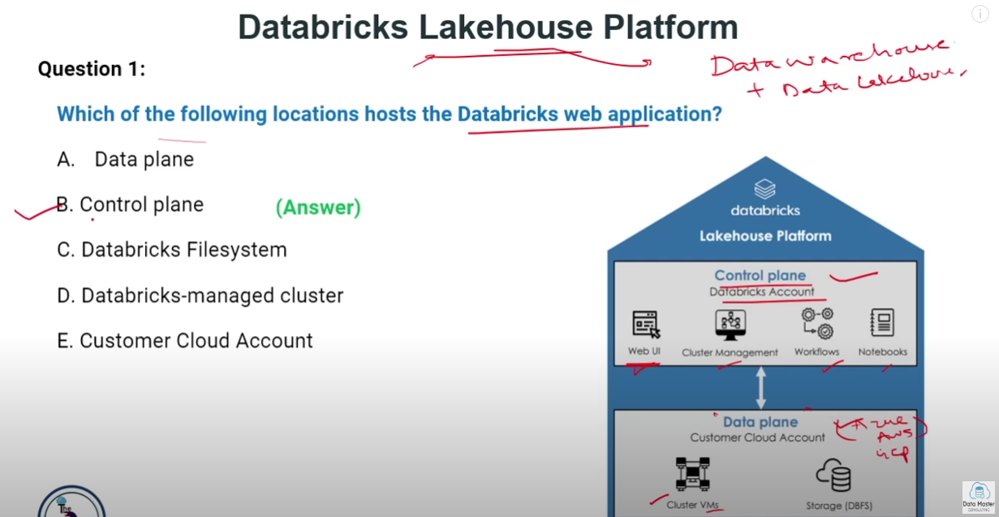 Databricks Lakehouse Platform
Question 1:
Data warehouse
+ Data Lakehouse
Which of the following locations hosts the Databricks web application?
A. Data plane
B. Control plane (Answer)
C. Databricks Filesystem
D. Databricks-managed cluster
E. Customer Cloud Account
databricks
Lakehouse Platform
Control plane
Databricks Account
Web UI Cluster Management Workflows Notebooks
Data plane
Customer Cloud Account
Azure
AWS
GCP
Cluster VMs Storage (DBFS)
The
Data Master
CONSULTING